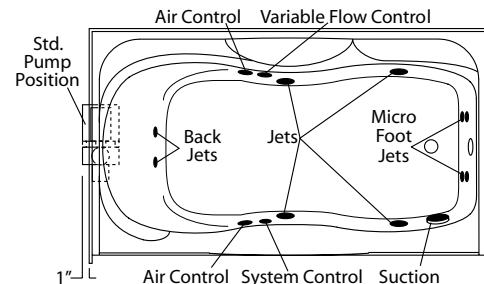 Air Control Variable Flow Control
Std.
Pump
Position
Back
Jets
Jets
Micro
Foot
Jets
1"
Air Control System Control Suction